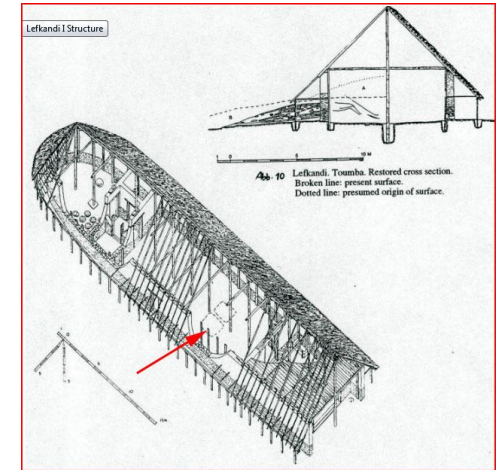 Lefkandi I Structure
10 M
Abb. 10 Lefkandi. Toumba. Restored cross section.
Broken line: present surface.
Dotted line: presumed origin of surface.
A
B